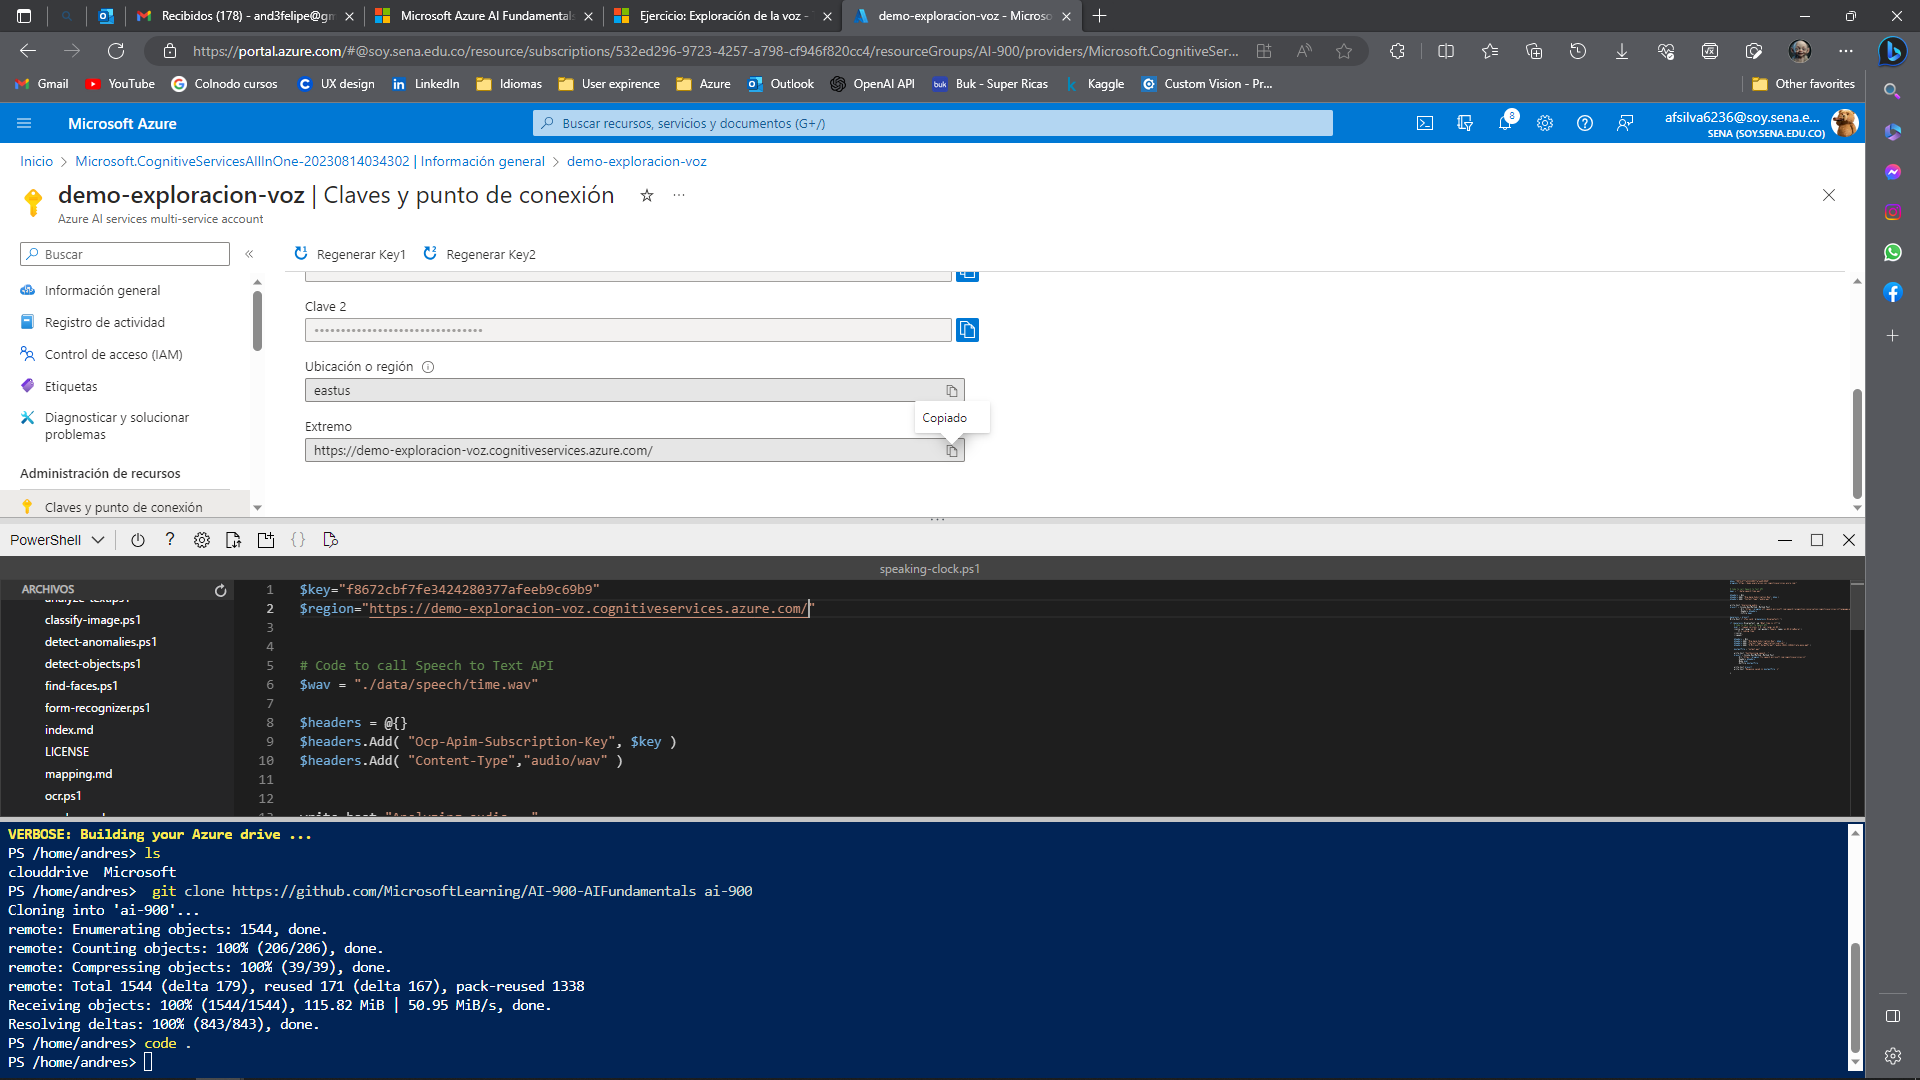 Recibidos (178) - and3felipe@gm
Microsoft Azure AI Fundamentals
Ejercicio: Exploración de la voz -
demo-exploracion-voz - Microso
https://portal.azure.com/#@soy.sena.edu.co/resource/subscriptions/532ed296-9723-4257-a798-cf946f820cc4/resourceGroups/AI-900/providers/Microsoft.CognitiveSer...
Gmail
YouTube
Colnodo cursos
UX design
LinkedIn
Idiomas
User expirence
Azure
Outlook
OpenAI API
Buk - Super Ricas
Kaggle
Custom Vision - Pr...
Other favorites
Microsoft Azure
Buscar recursos, servicios y documentos (G+/)
8
afsilva6236@soy.sena.e...
SENA (SOY.SENA.EDU.CO)
Inicio > Microsoft.CognitiveServicesAllInOne-20230814034302 | Información general > demo-exploracion-voz
demo-exploracion-voz | Claves y punto de conexión
Azure AI services multi-service account
Buscar
Regenerar Key1
Regenerar Key2
Información general
Registro de actividad
Control de acceso (IAM)
Etiquetas
Diagnosticar y solucionar
problemas
Administración de recursos
Claves y punto de conexión
Clave 2
Ubicación o región
eastus
Copiado
Extremo
https://demo-exploracion-voz.cognitiveservices.azure.com/
PowerShell
speaking-clock.ps1
ARCHIVOS
classify-image.ps1
detect-anomalies.ps1
detect-objects.ps1
find-faces.ps1
form-recognizer.ps1
index.md
LICENSE
mapping.md
ocr.ps1
1 $key="f8672cbf7fe3424280377afeeb9c69b9"
2 $region="https://demo-exploracion-voz.cognitiveservices.azure.com/"
3
4
5 # Code to call Speech to Text API
6 $wav = "./data/speech/time.wav"
7
8 $headers = @{}
9 $headers.Add( "Ocp-Apim-Subscription-Key", $key )
10 $headers.Add( "Content-Type","audio/wav" )
11
12
VERBOSE: Building your Azure drive ...
PS /home/andres> ls
clouddrive  Microsoft
PS /home/andres>  git clone https://github.com/MicrosoftLearning/AI-900-AIFundamentals ai-900
Cloning into 'ai-900'...
remote: Enumerating objects: 1544, done.
remote: Counting objects: 100% (206/206), done.
remote: Compressing objects: 100% (39/39), done.
remote: Total 1544 (delta 179), reused 171 (delta 167), pack-reused 1338
Receiving objects: 100% (1544/1544), 115.82 MiB | 50.95 MiB/s, done.
Resolving deltas: 100% (843/843), done.
PS /home/andres> code .
PS /home/andres>